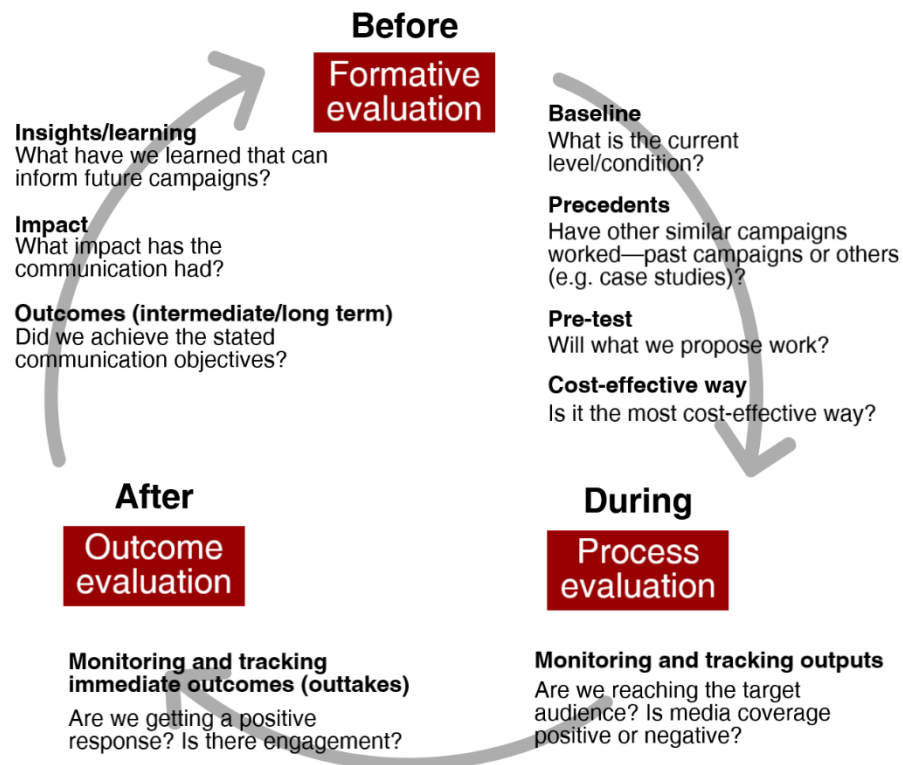 Before
Formative
evaluation
Insights/learning
What have we learned that can
inform future campaigns?
Impact
What impact has the
communication had?
Outcomes (intermediate/long term)
Did we achieve the stated
communication objectives?
Baseline
What is the current
level/condition?
Precedents
Have other similar campaigns
worked—past campaigns or others
(e.g. case studies)?
Pre-test
Will what we propose work?
Cost-effective way
Is it the most cost-effective way?
After
Outcome
evaluation
During
Process
evaluation
Monitoring and tracking
immediate outcomes (outtakes)
Are we getting a positive
response? Is there engagement?
Monitoring and tracking outputs
Are we reaching the target
audience? Is media coverage
positive or negative?